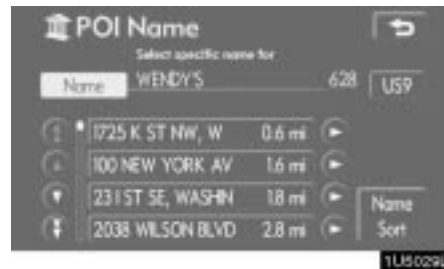 POI Name
Select specific name for
Name WENDY'S 628 US9
1725 K ST NW, W 0.6 mi
100 NEW YORK AV 1.6 mi
231 ST SE, WASHIN 1.8 mi
2038 WILSON BLVD 2.8 mi
Name
Sort
1U5029